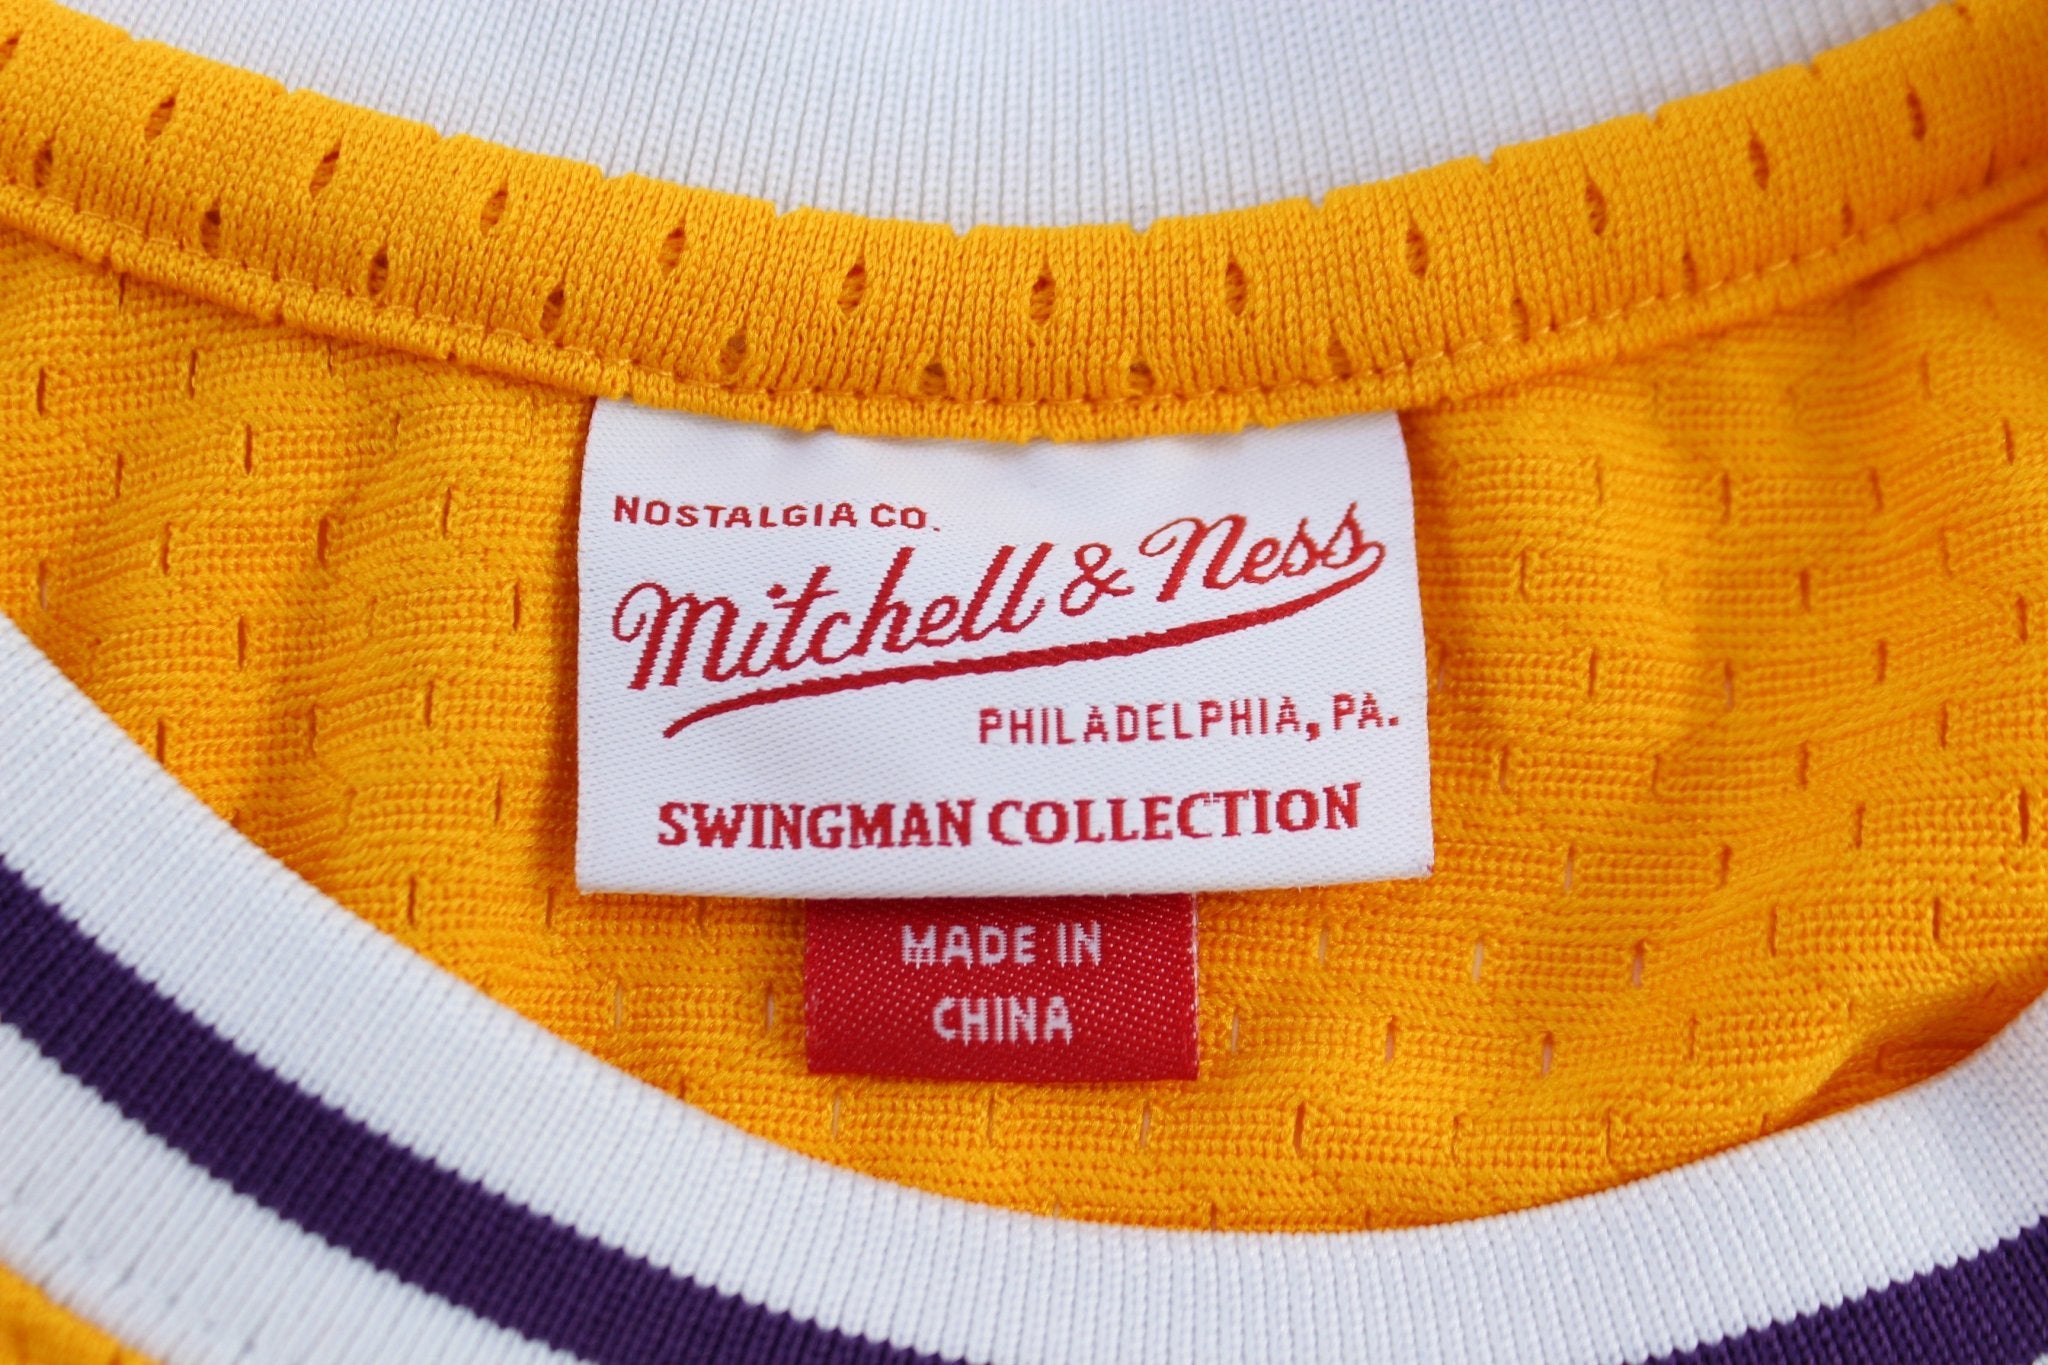 NOSTALGIA CO.
Mitchell & Ness
PHILADELPHIA, PA.
SWINGMAN COLLECTION
MADE IN
CHINA